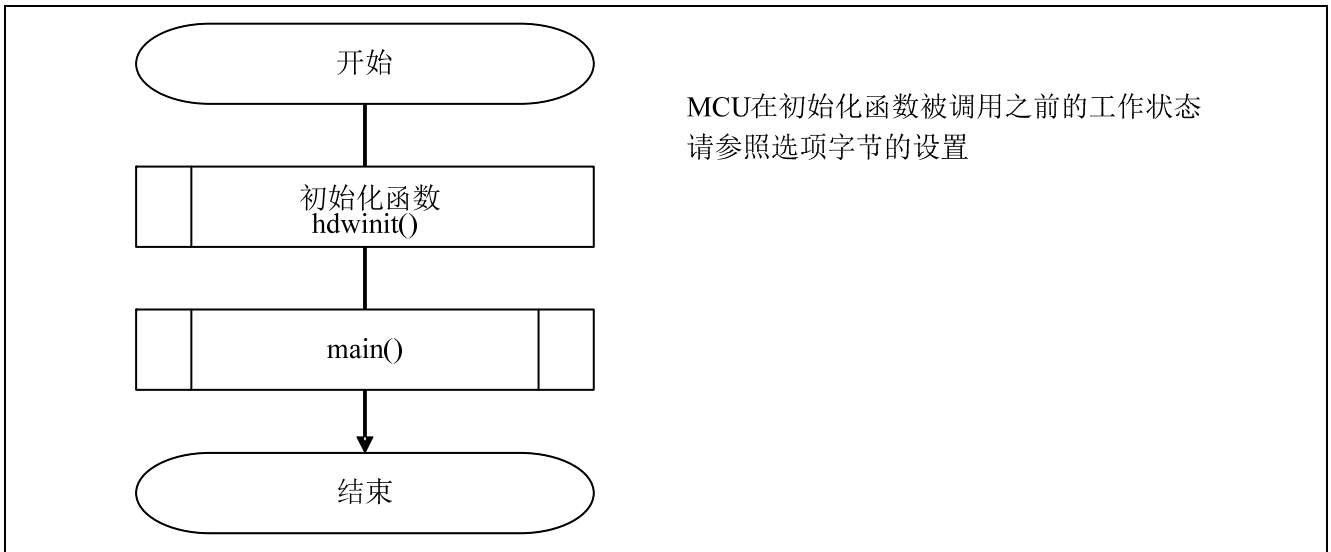 开始
MCU在初始化函数被调用之前的工作状态
请参照选项字节的设置
初始化函数
hdwinit()
main()
结束